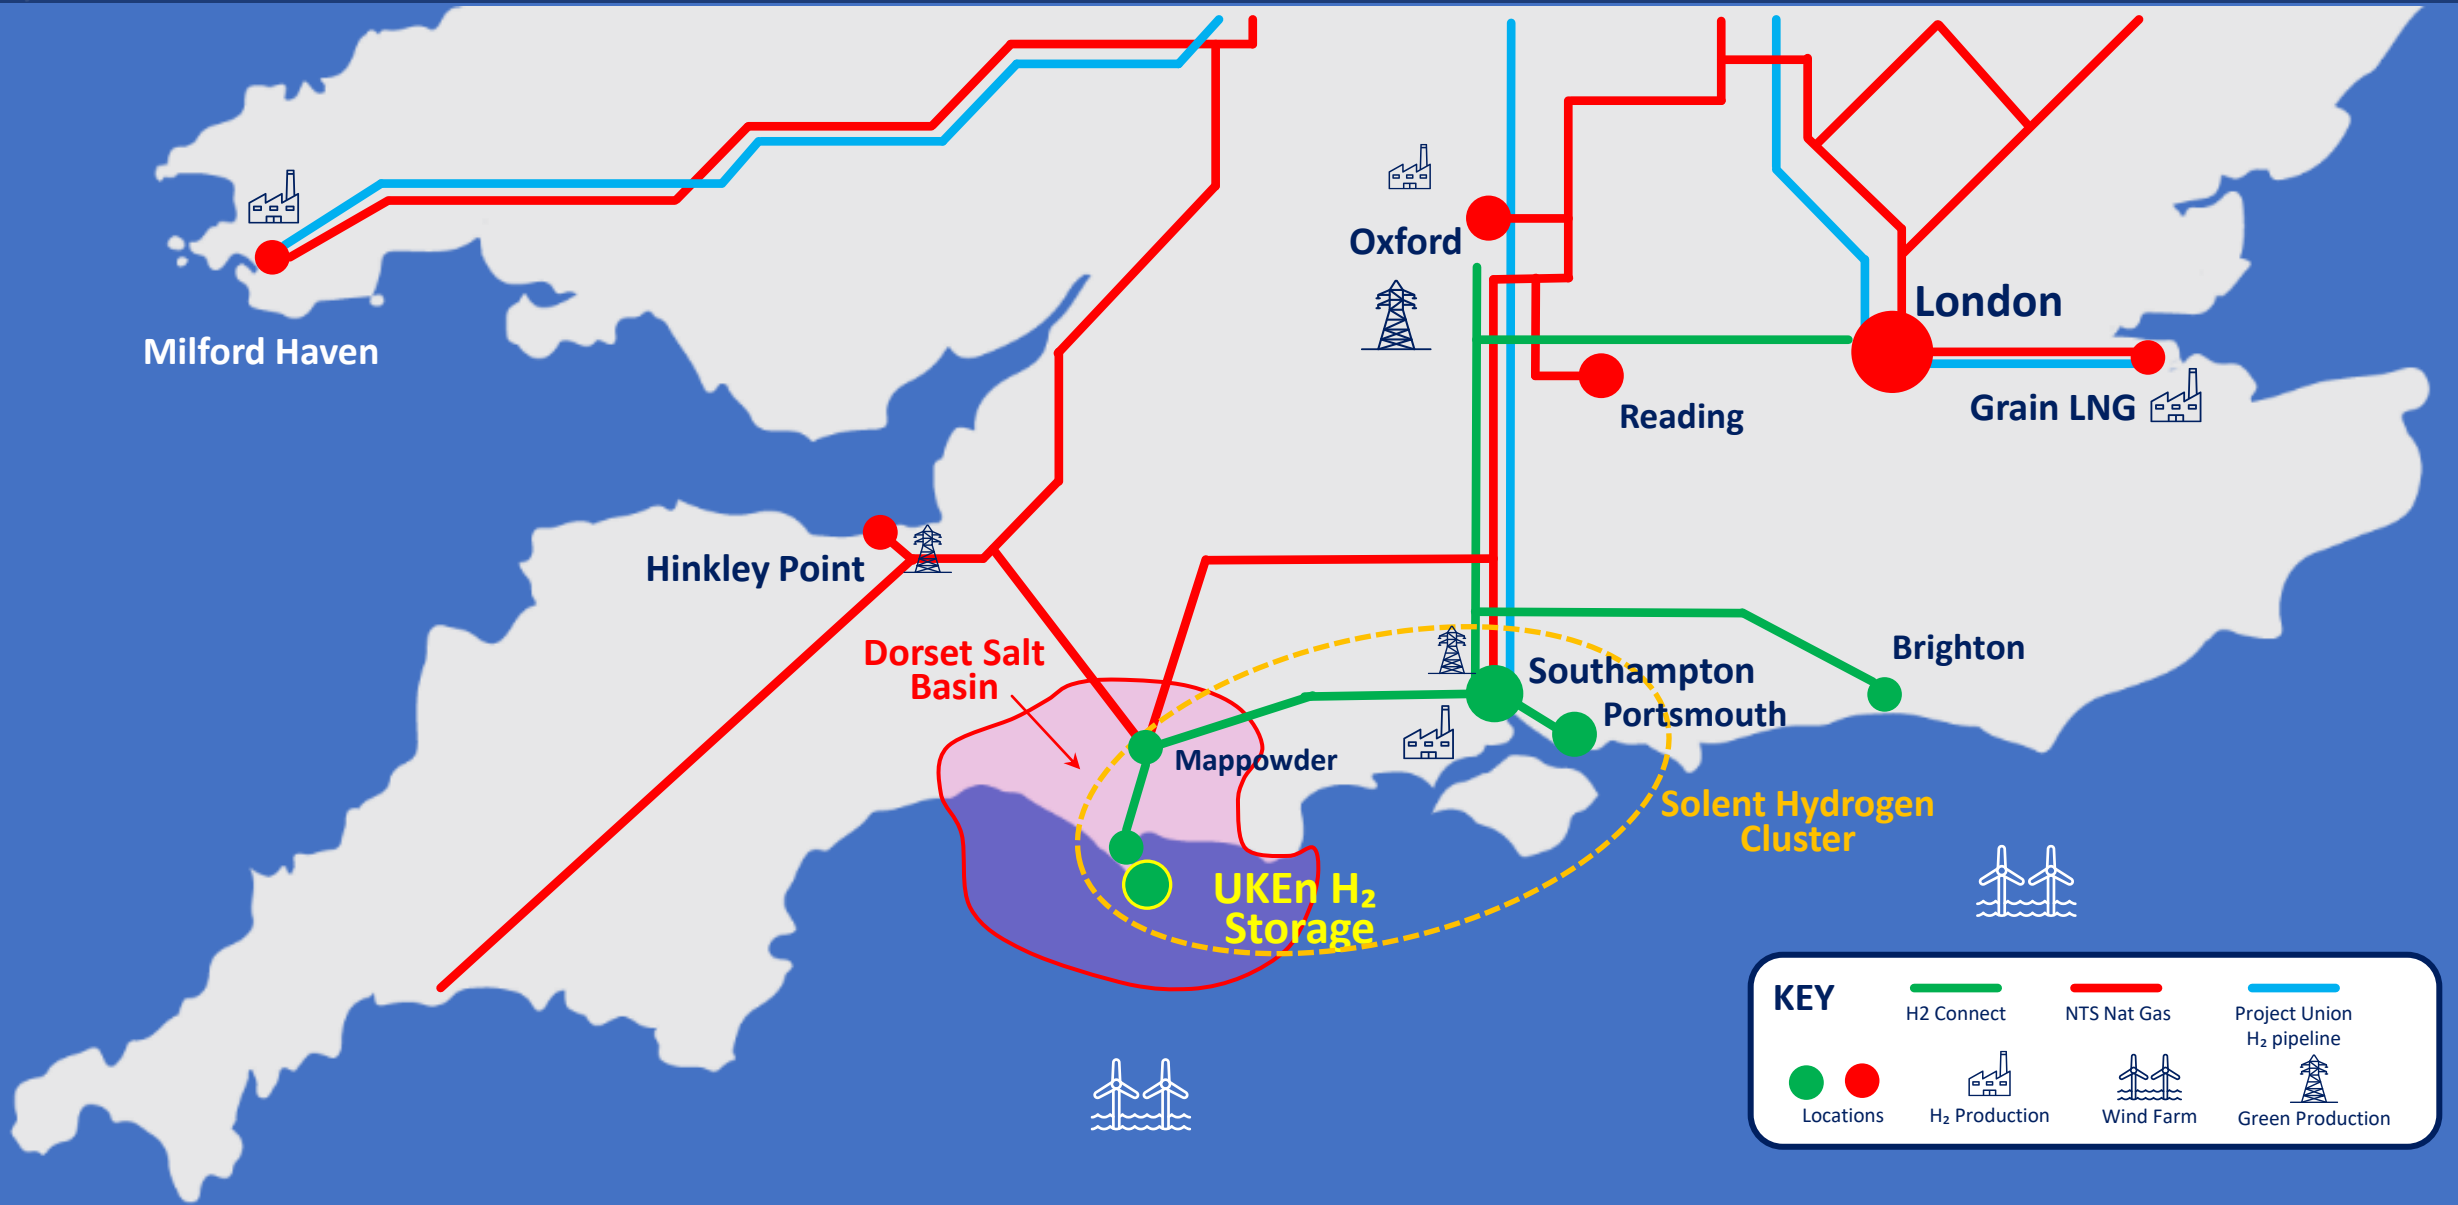 Oxford
London
Milford Haven
Grain LNG
Reading
Hinkley Point
Dorset Salt
Basin
Brighton
Southampton
Portsmouth
Mappowder
Solent Hydrogen
Cluster
UKEn H₂
Storage
KEY
H2 Connect
NTS Nat Gas
Project Union
H₂ pipeline
Locations
H₂ Production
Wind Farm
Green Production